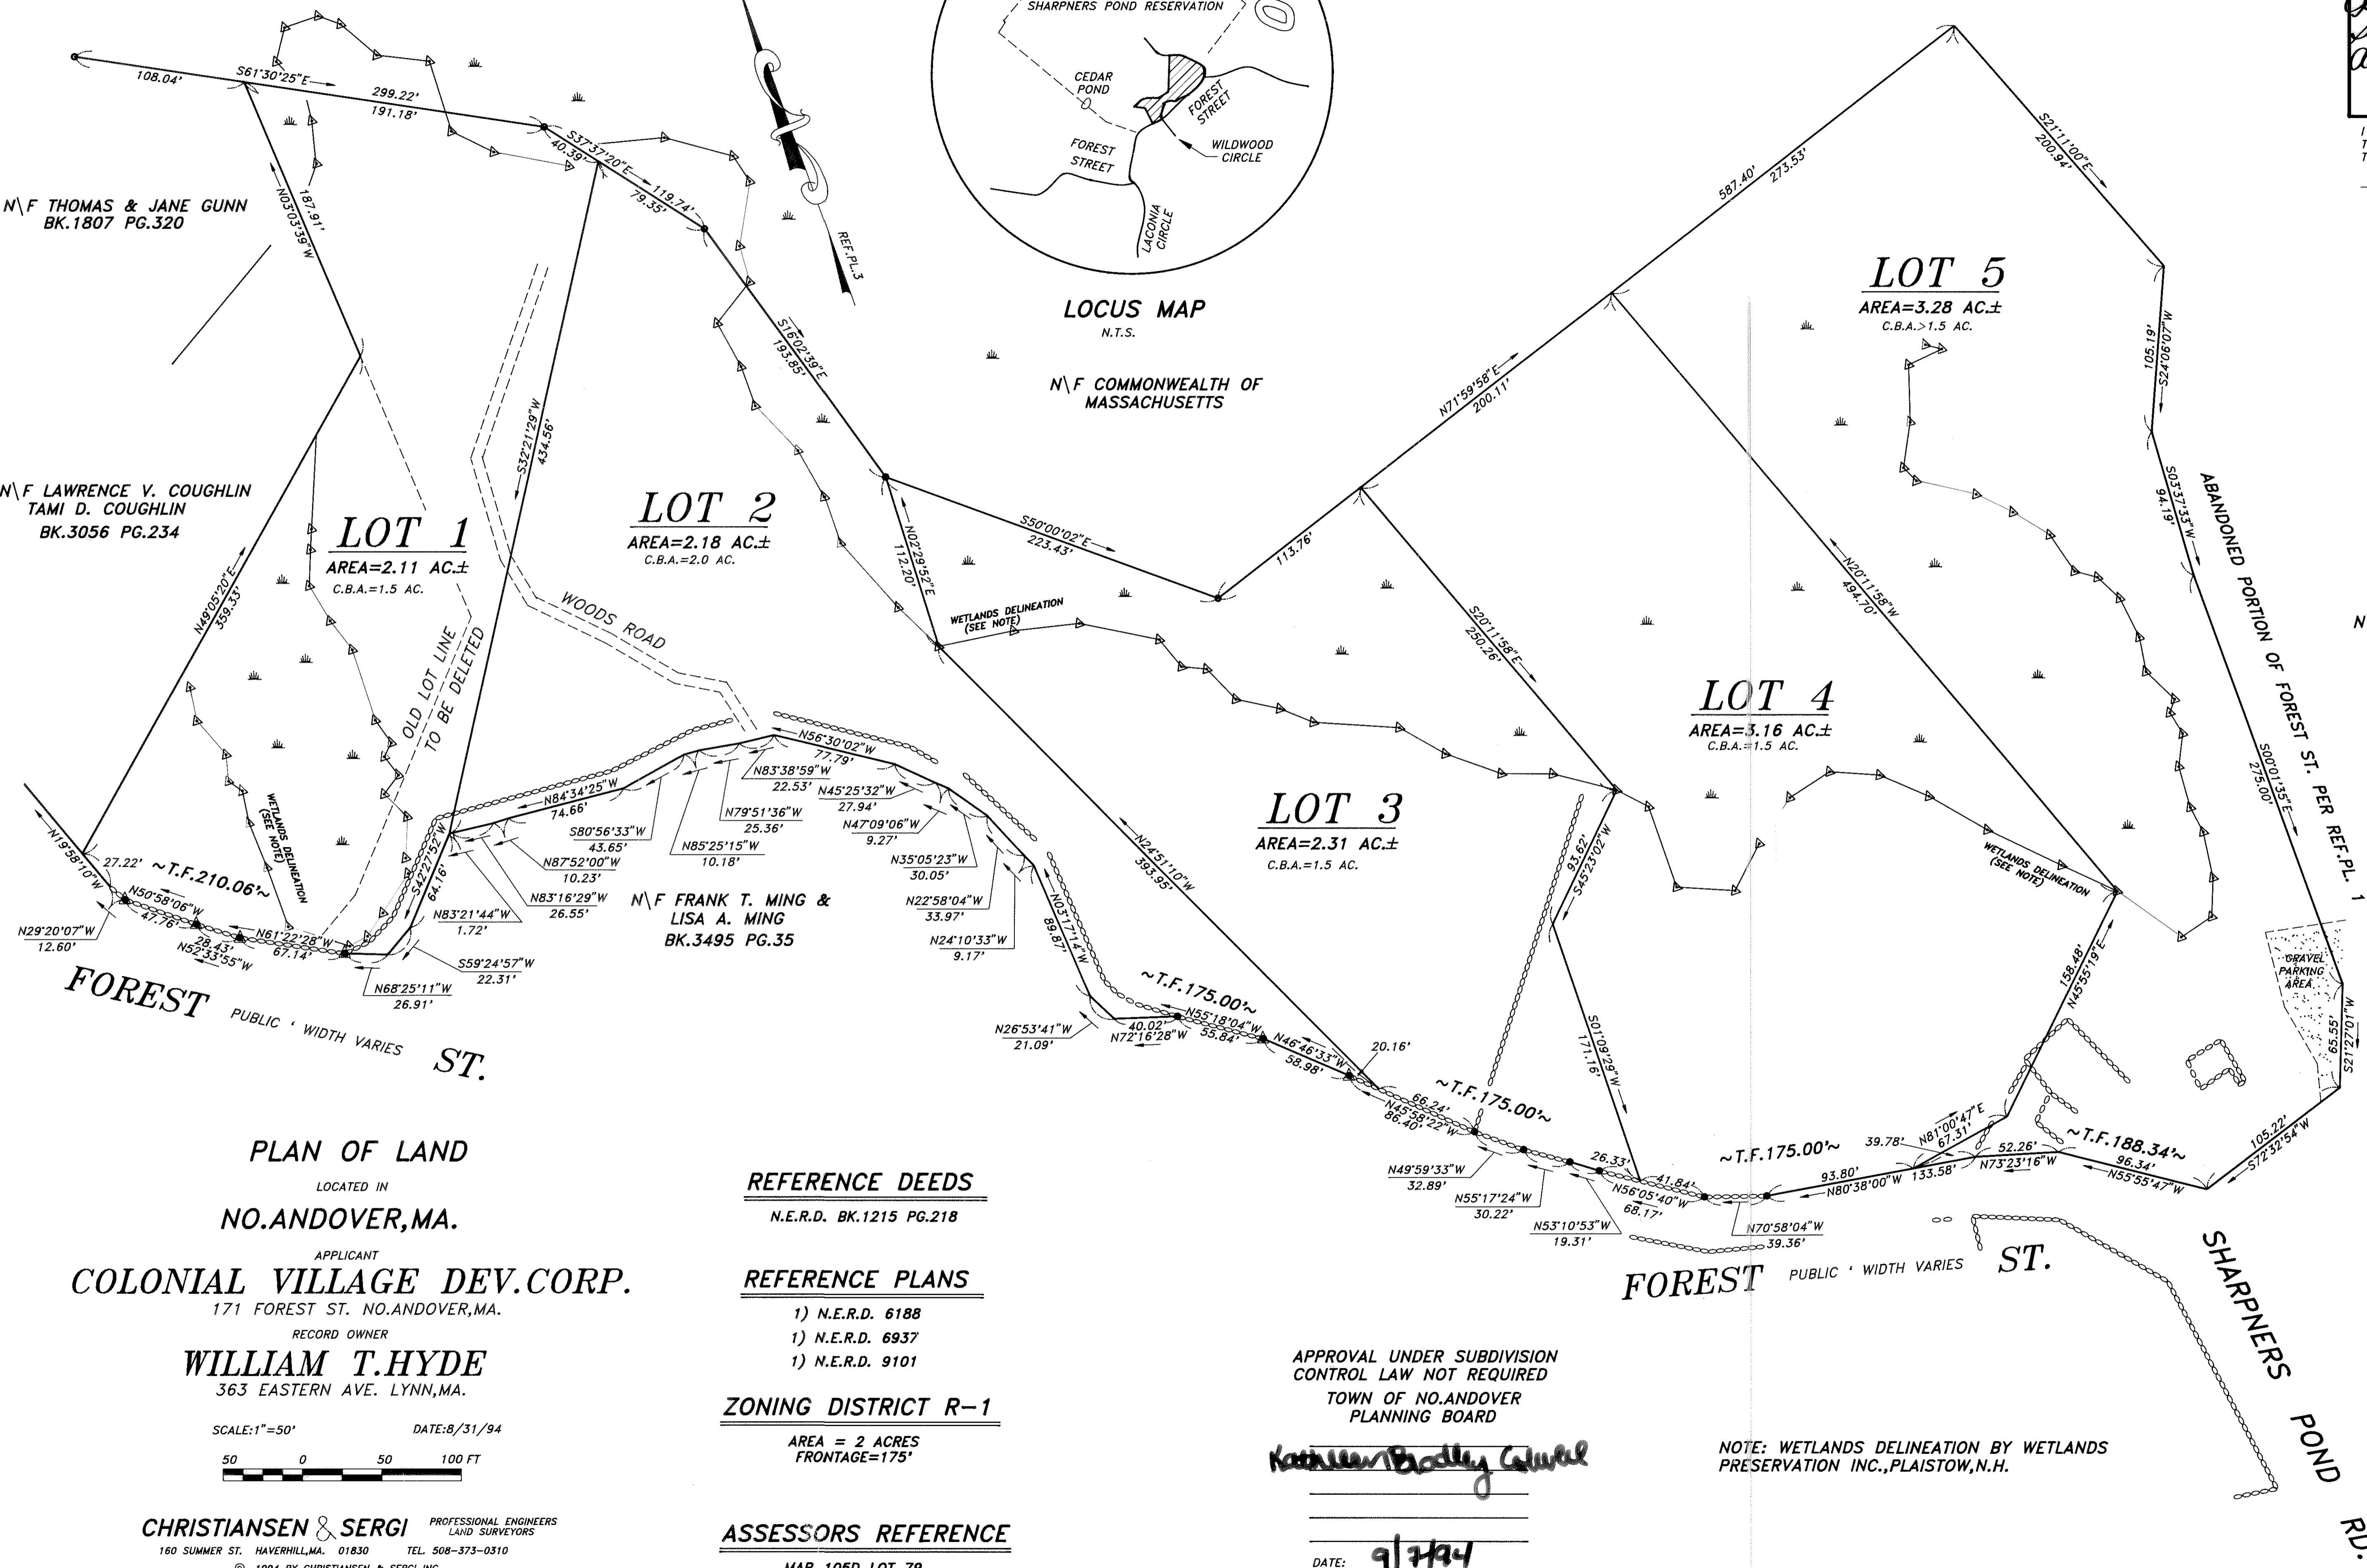 SHARPNERS POND RESERVATION
CEDAR
POND
FOREST
STREET
FOREST
STREET
WILDWOOD
CIRCLE
LACONIA
CIRCLE
LOCUS MAP
N.T.S.
REF.PL.3
108.04'
S61°30'25"E
299.22'
191.18'
S37°37'20"E
40.39'
119.74'
79.35'
N03°03'39"W
187.91'
N\F THOMAS & JANE GUNN
BK.1807 PG.320
N\F LAWRENCE V. COUGHLIN
TAMI D. COUGHLIN
BK.3056 PG.234
N49°05'20"E
359.33'
LOT 1
AREA=2.11 AC.±
C.B.A.=1.5 AC.
S32°21'29"W
434.56'
OLD LOT LINE
TO BE DELETED
WETLANDS DELINEATION
(SEE NOTE)
LOT 2
AREA=2.18 AC.±
C.B.A.=2.0 AC.
WOODS ROAD
S16°02'39"E
193.85'
N02°29'52"E
112.20'
N\F COMMONWEALTH OF
MASSACHUSETTS
S50°00'02"E
223.43'
113.76'
WETLANDS DELINEATION
(SEE NOTE)
N71°59'58"E
200.11'
587.40'
273.53'
S21°11'00"E
200.94'
LOT 5
AREA=3.28 AC.±
C.B.A.>1.5 AC.
105.19'
S24°06'07"W
S03°37'33"W
94.19'
ABANDONED PORTION OF FOREST ST. PER REF.PL. 1
N
S00°01'35"E
275.00'
S20°11'58"E
250.26'
N20°11'58"W
494.70'
LOT 4
AREA=3.16 AC.±
C.B.A.=1.5 AC.
WETLANDS DELINEATION
(SEE NOTE)
LOT 3
AREA=2.31 AC.±
C.B.A.=1.5 AC.
N24°51'10"W
393.95'
93.62'
S45°23'02"W
S01°09'29"W
171.16'
158.48'
N45°55'19"E
GRAVEL
PARKING
AREA
65.55'
S21°27'01"W
105.22'
S72°32'54"W
N19°58'10"W
27.22'
~T.F.210.06'~
N50°58'06"W
47.76'
N29°20'07"W
12.60'
28.43'
N52°33'55"W
N61°22'28"W
67.14'
N68°25'11"W
26.91'
S59°24'57"W
22.31'
S42°27'52"W
64.16'
N83°21'44"W
1.72'
N83°16'29"W
26.55'
N87°52'00"W
10.23'
N84°34'25"W
74.66'
S80°56'33"W
43.65'
N85°25'15"W
10.18'
N79°51'36"W
25.36'
N83°38'59"W
22.53'
N56°30'02"W
77.79'
N45°25'32"W
27.94'
N47°09'06"W
9.27'
N35°05'23"W
30.05'
N22°58'04"W
33.97'
N24°10'33"W
9.17'
N\F FRANK T. MING &
LISA A. MING
BK.3495 PG.35
N03°17'14"W
89.87'
N26°53'41"W
21.09'
~T.F.175.00'~
40.02'
N72°16'28"W
N55°18'04"W
55.84'
N46°46'33"W
58.98'
20.16'
~T.F.175.00'~
66.24'
N45°58'22"W
86.40'
N49°59'33"W
32.89'
N55°17'24"W
30.22'
N53°10'53"W
19.31'
26.33'
41.84'
N56°05'40"W
68.17'
N70°58'04"W
39.36'
~T.F.175.00'~
93.80'
N80°38'00"W
133.58'
39.78'
N81°00'47"E
67.31'
52.26'
N73°23'16"W
~T.F.188.34'~
96.34'
N55°55'47"W
FOREST PUBLIC ' WIDTH VARIES ST.
FOREST PUBLIC ' WIDTH VARIES ST.
SHARPNERS POND RD.
PLAN OF LAND
LOCATED IN
NO.ANDOVER,MA.
APPLICANT
COLONIAL VILLAGE DEV.CORP.
171 FOREST ST. NO.ANDOVER,MA.
RECORD OWNER
WILLIAM T.HYDE
363 EASTERN AVE. LYNN,MA.
SCALE:1"=50' DATE:8/31/94
50 0 50 100 FT
CHRISTIANSEN & SERGI PROFESSIONAL ENGINEERS
LAND SURVEYORS
160 SUMMER ST. HAVERHILL,MA. 01830 TEL. 508-373-0310
© 1994 BY CHRISTIANSEN & SERGI INC.
REFERENCE DEEDS
N.E.R.D. BK.1215 PG.218
REFERENCE PLANS
1) N.E.R.D. 6188
1) N.E.R.D. 6937
1) N.E.R.D. 9101
ZONING DISTRICT R-1
AREA = 2 ACRES
FRONTAGE=175'
ASSESSORS REFERENCE
MAP 105D LOT 79
APPROVAL UNDER SUBDIVISION
CONTROL LAW NOT REQUIRED
TOWN OF NO.ANDOVER
PLANNING BOARD
Kathleen Bradley Colwell
DATE: 9/7/94
NOTE: WETLANDS DELINEATION BY WETLANDS
PRESERVATION INC.,PLAISTOW,N.H.